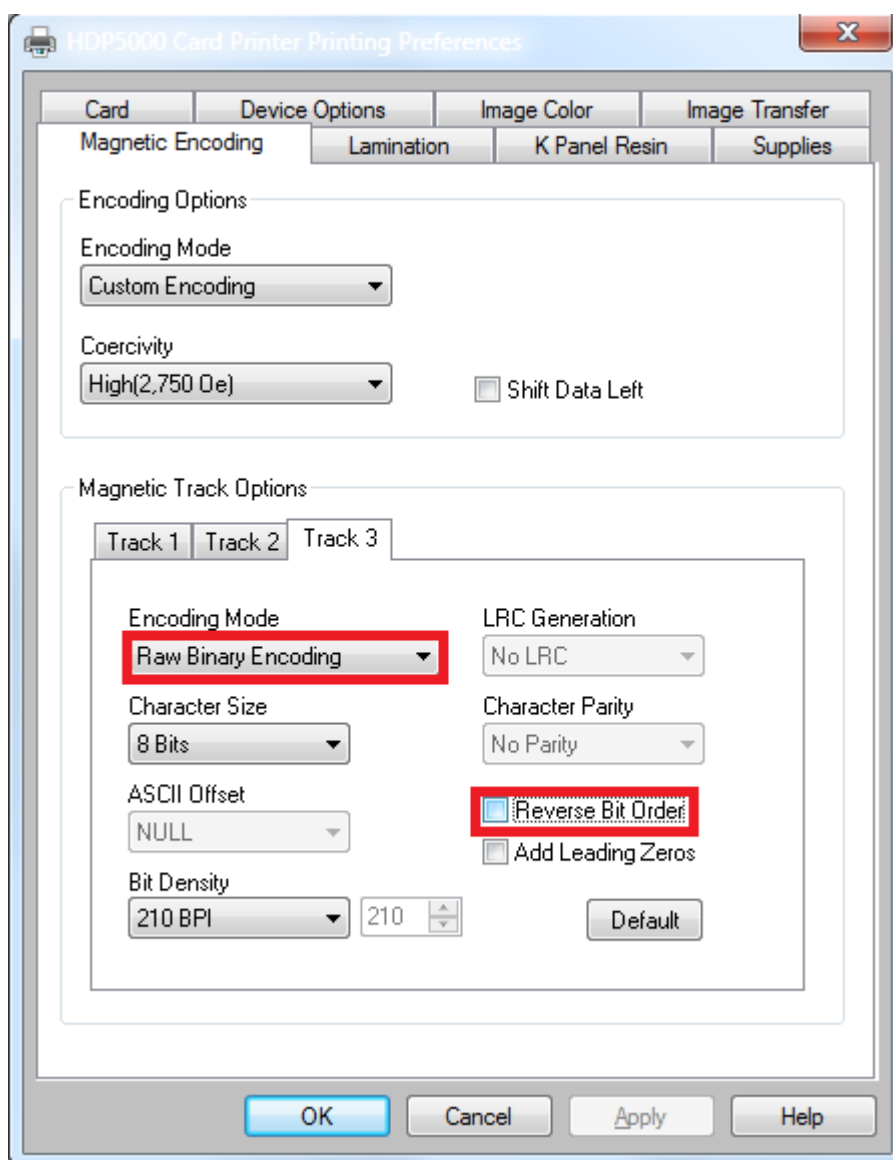 HDP5000 Card Printer Printing Preferences
Card Device Options Image Color Image Transfer
Magnetic Encoding Lamination K Panel Resin Supplies
Encoding Options
Encoding Mode
Custom Encoding
Coercivity
High(2,750 Oe)
Shift Data Left
Magnetic Track Options
Track 1 Track 2 Track 3
Encoding Mode
Raw Binary Encoding
LRC Generation
No LRC
Character Size
8 Bits
Character Parity
No Parity
ASCII Offset
NULL
Reverse Bit Order
Add Leading Zeros
Bit Density
210 BPI 210
Default
OK Cancel Apply Help